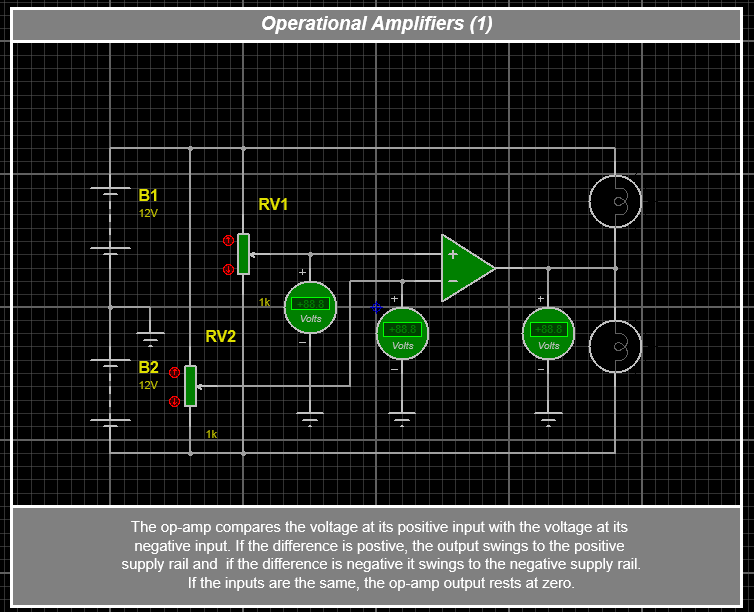 Operational Amplifiers (1)
B1
12V
RV1
1k
+88.8
Volts
+88.8
Volts
+88.8
Volts
RV2
B2
12V
1k
The op-amp compares the voltage at its positive input with the voltage at its
negative input. If the difference is postive, the output swings to the positive
supply rail and  if the difference is negative it swings to the negative supply rail.
If the inputs are the same, the op-amp output rests at zero.